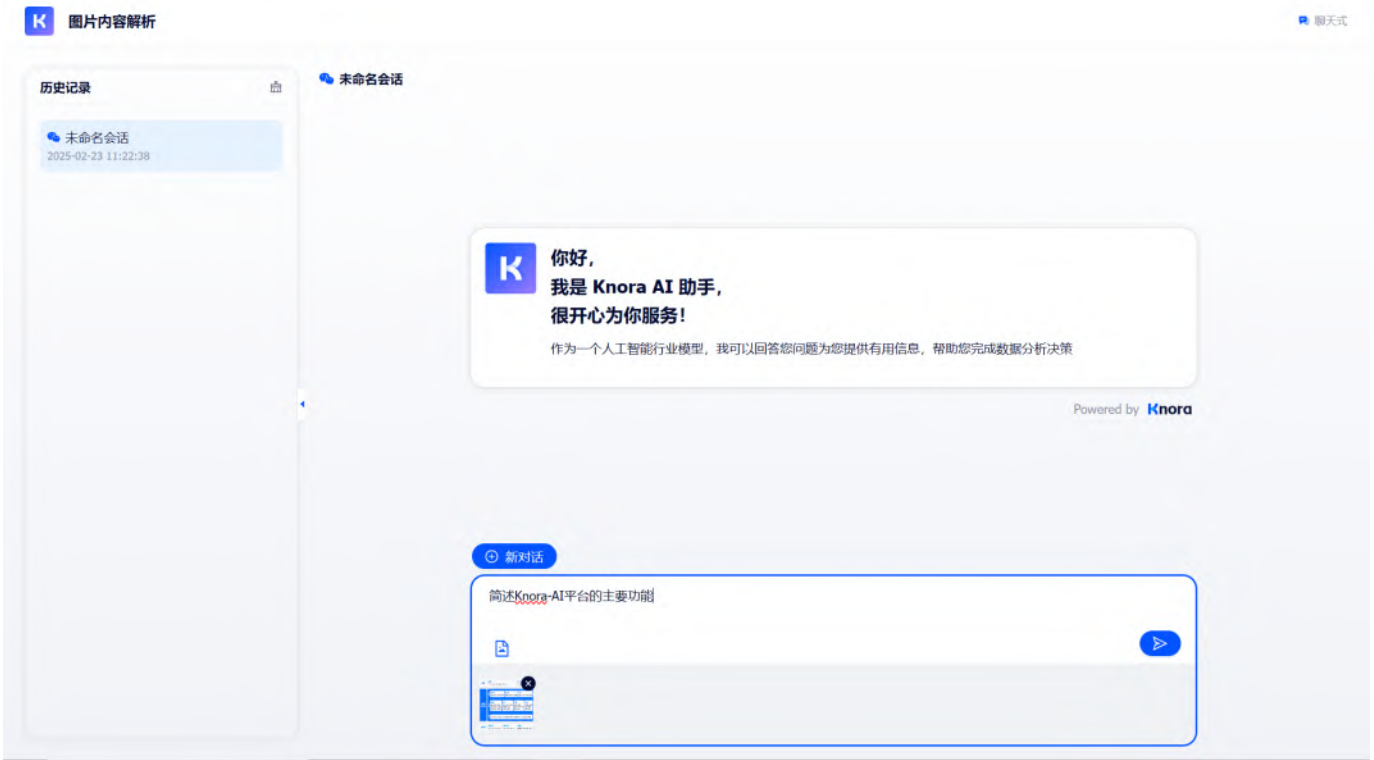 K 图片内容解析
聊天式
历史记录
未命名会话
2025-02-23 11:22:38
未命名会话
K
你好,
我是 Knora AI 助手,
很开心为你服务!
作为一个人工智能行业模型,我可以回答您问题为您提供有用信息,帮助您完成数据分析决策
Powered by Knora
新对话
简述Knora-AI平台的主要功能